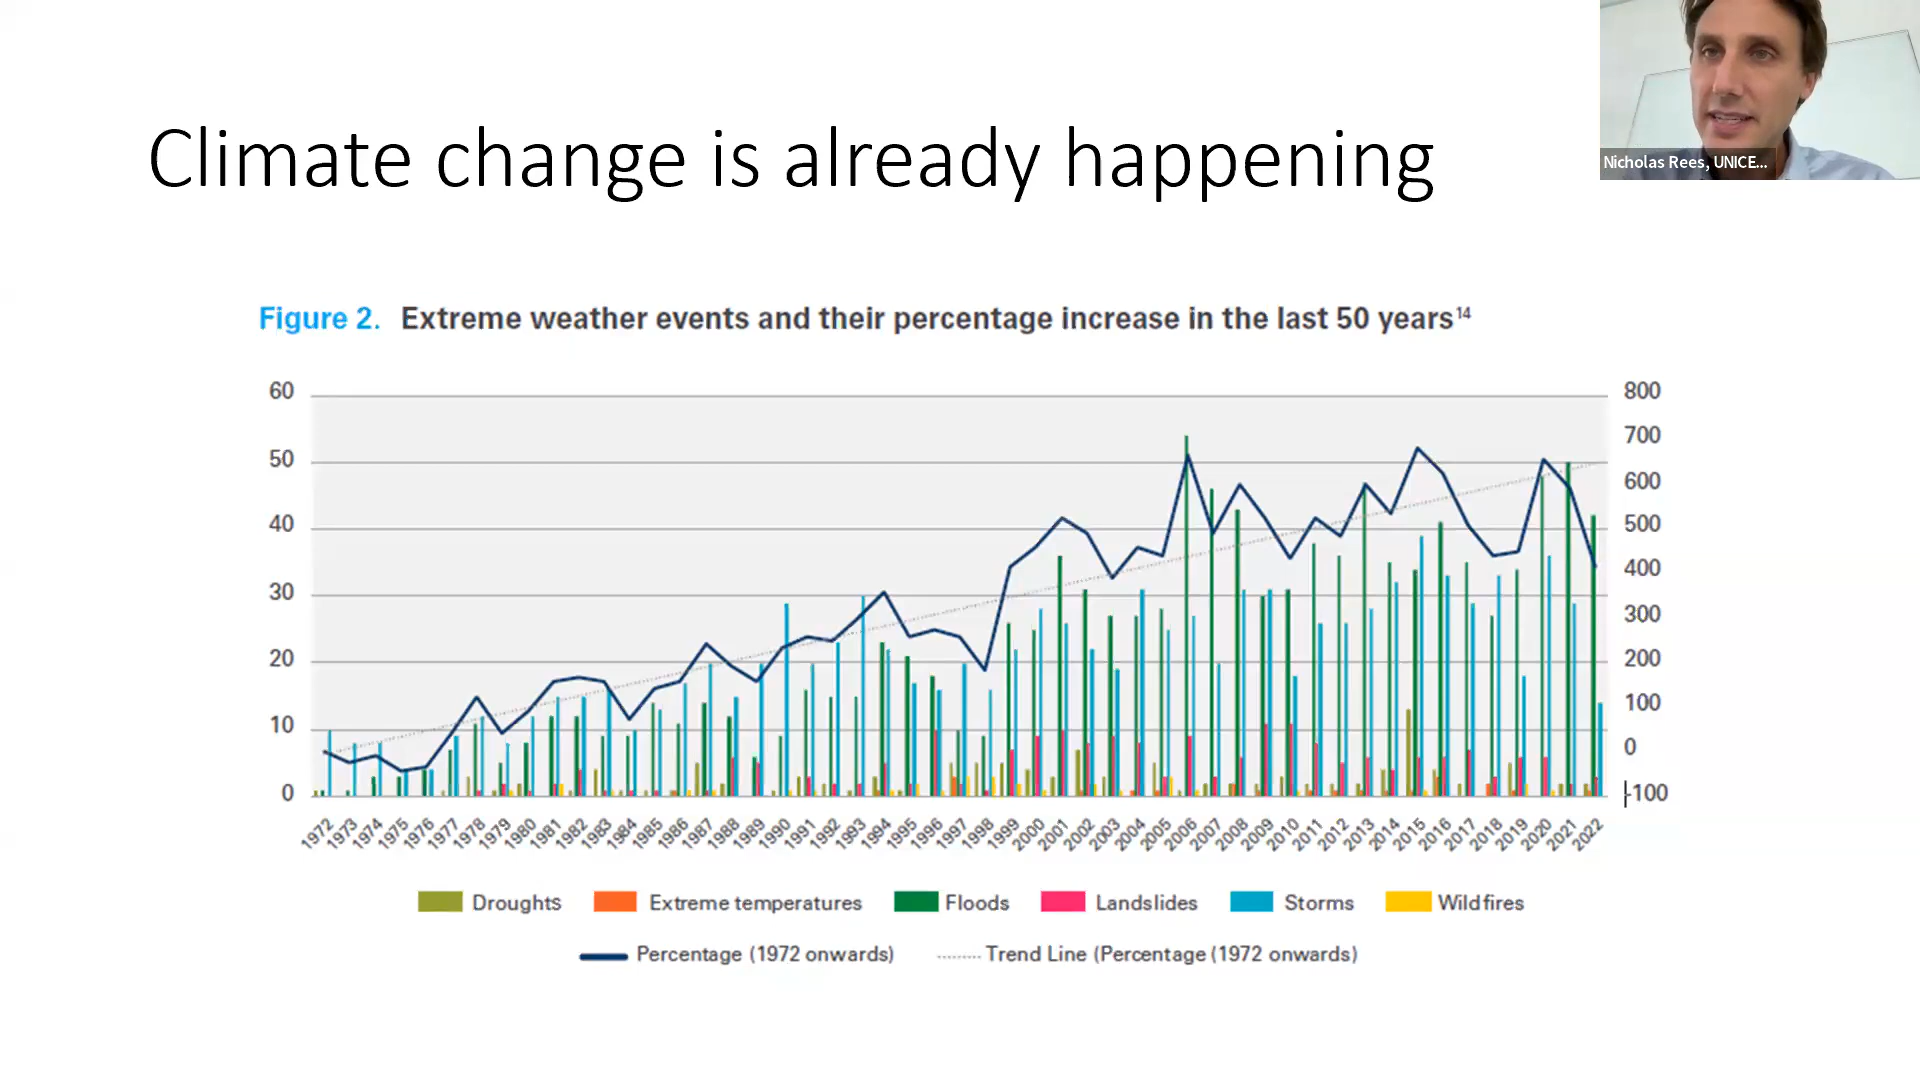 Climate change is already happening
Nicholas Rees, UNICE...
Figure 2. Extreme weather events and their percentage increase in the last 50 years14
60
50
40
30
20
10
0
800
700
600
500
400
300
200
100
0
-100
1972 1973 1974 1975 1976 1977 1978 1979 1980 1981 1982 1983 1984 1985 1986 1987 1988 1989 1990 1991 1992 1993 1994 1995 1996 1997 1998 1999 2000 2001 2002 2003 2004 2005 2006 2007 2008 2009 2010 2011 2012 2013 2014 2015 2016 2017 2018 2019 2020 2021 2022
Droughts Extreme temperatures Floods Landslides Storms Wildfires
Percentage (1972 onwards) Trend Line (Percentage (1972 onwards)